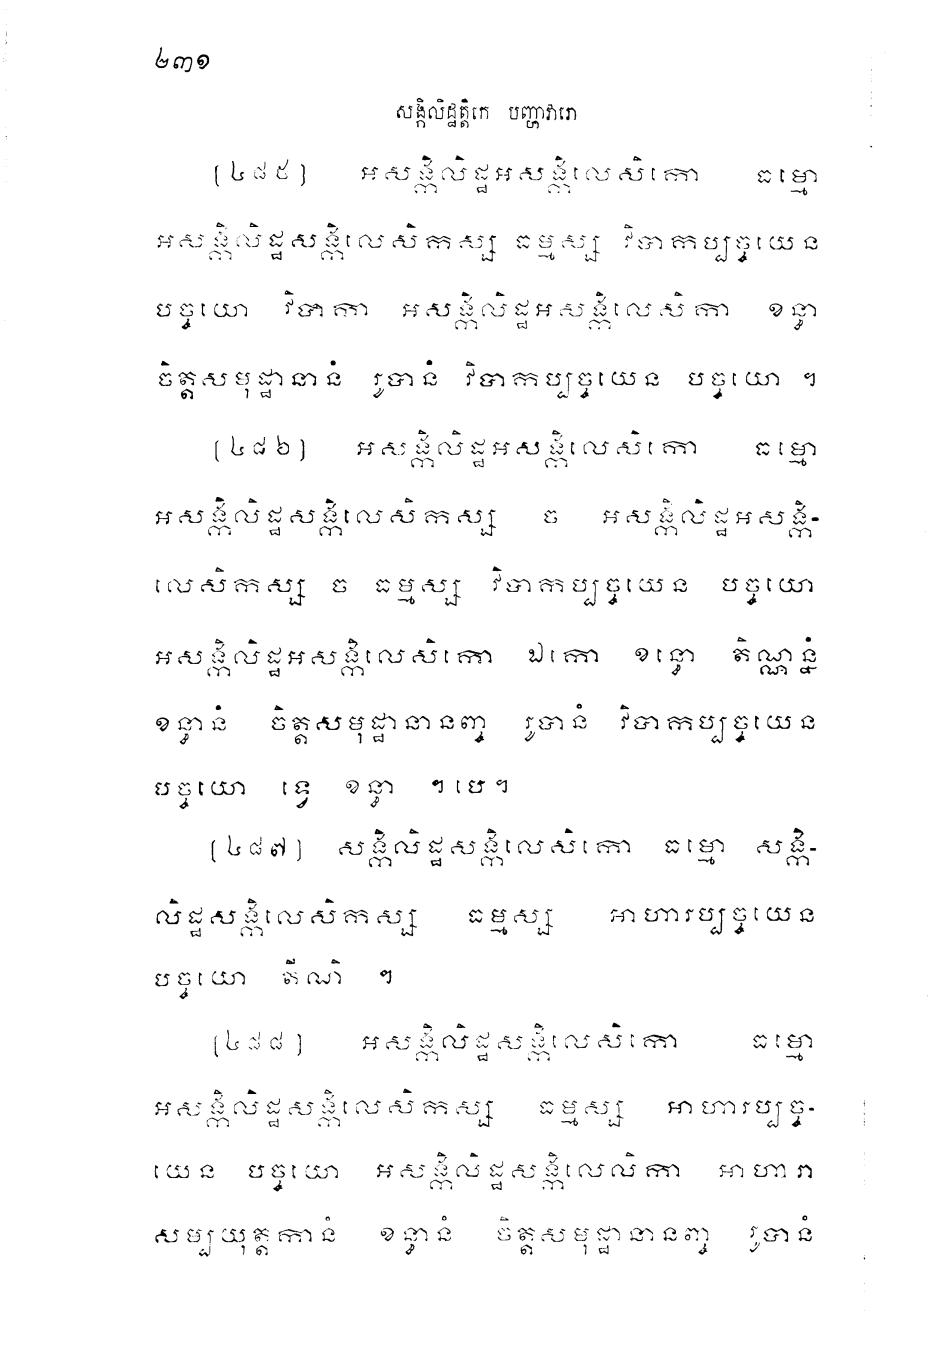 ២៣១
សង្កិលិដ្ឋត្តិកេ បញ្ហាវារោ
[៤៨៥] អសង្កិលិដ្ឋអសង្កិលេសិកោ ធម្មោ
អសង្កិលិដ្ឋសង្កិលេសិកស្ស ធម្មស្ស វិបាកប្បច្ចយេន
បច្ចយោ វិបាកា អសង្កិលិដ្ឋអសង្កិលេសិកា ខន្ធា
ចិត្តសមុដ្ឋានានំ រូបានំ វិបាកប្បច្ចយេន បច្ចយោ ។
[៤៨៦] អសង្កិលិដ្ឋអសង្កិលេសិកោ ធម្មោ
អសង្កិលិដ្ឋសង្កិលេសិកស្ស ច អសង្កិលិដ្ឋអសង្កិ-
លេសិកស្ស ច ធម្មស្ស វិបាកប្បច្ចយេន បច្ចយោ
អសង្កិលិដ្ឋអសង្កិលេសិកោ ឯកោ ខន្ធោ តិណ្ណន្នំ
ខន្ធានំ ចិត្តសមុដ្ឋានានញ្ច រូបានំ វិបាកប្បច្ចយេន
បច្ចយោ ទ្វេ ខន្ធា ។បេ។
[៤៨៧] សង្កិលិដ្ឋសង្កិលេសិកោ ធម្មោ សង្កិ-
លិដ្ឋសង្កិលេសិកស្ស ធម្មស្ស អាហារប្បច្ចយេន
បច្ចយោ តីណិ ។
[៤៨៨] អសង្កិលិដ្ឋសង្កិលេសិកោ ធម្មោ
អសង្កិលិដ្ឋសង្កិលេសិកស្ស ធម្មស្ស អាហារប្បច្ច-
យេន បច្ចយោ អសង្កិលិដ្ឋសង្កិលេលិកា អាហារា
សម្បយុត្តកានំ ខន្ធានំ ចិត្តសមុដ្ឋានានញ្ច រូបានំ